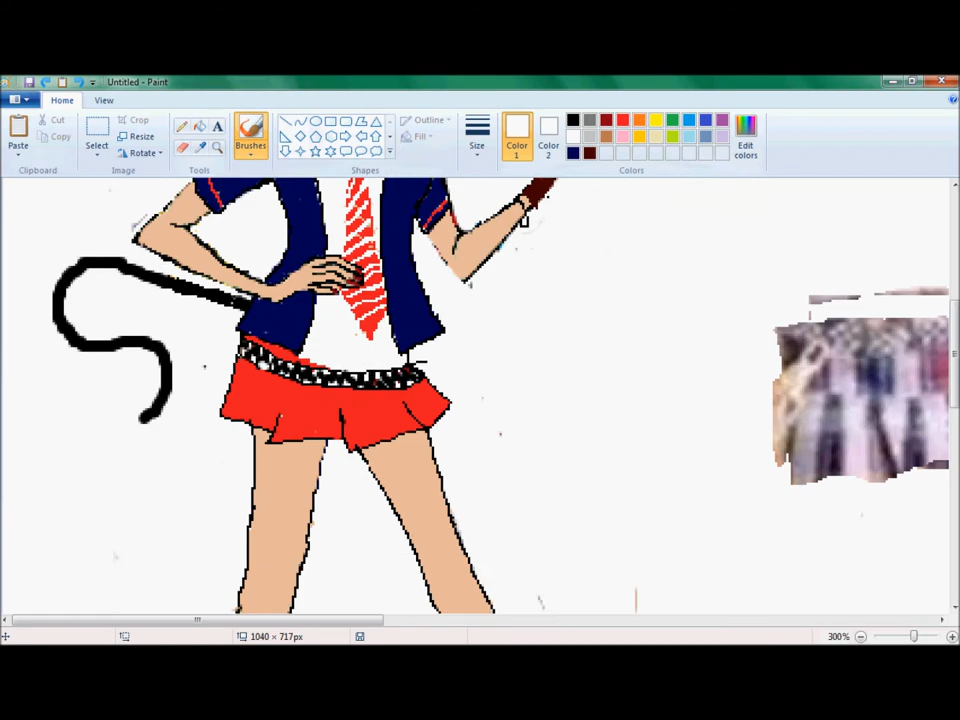 Untitled - Paint
Home View
Paste
Cut
Copy
Clipboard
Select
Crop
Resize
Rotate
Image
A
Tools
Brushes
Outline
Fill
Shapes
Size
Color 1
Color 2
Edit colors
Colors
1040 × 717px
300%